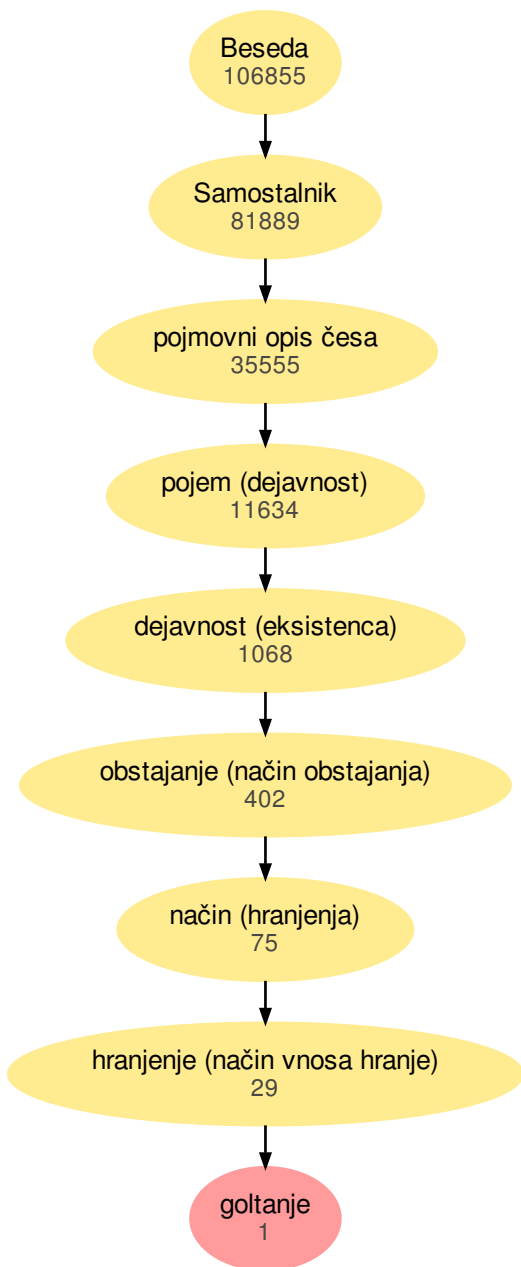 Beseda
106855
Samostalnik
81889
pojmovni opis česa
35555
pojem (dejavnost)
11634
dejavnost (eksistenca)
1068
obstajanje (način obstajanja)
402
način (hranjenja)
75
hranjenje (način vnosa hranje)
29
goltanje
1